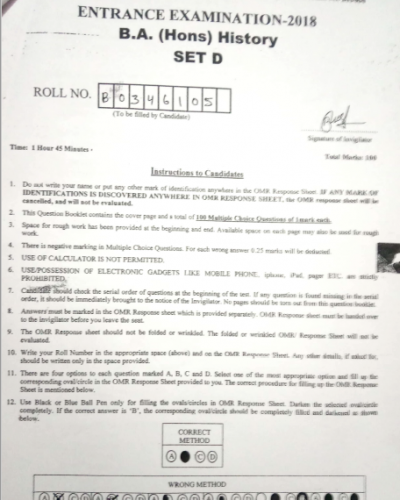 ENTRANCE EXAMINATION-2018
B.A. (Hons) History
SET D
ROLL NO. B 0 3 4 6 1 0 5
(To be filled by Candidate)
Signature of Invigilator
Time: 1 Hour 45 Minutes
Total Marks: 100
Instructions to Candidates
1. Do not write your name or put any other mark of identification anywhere in the OMR Response Sheet. IF ANY MARK OF
IDENTIFICATIONS IS DISCOVERED ANYWHERE IN OMR RESPONSE SHEET, the OMR response sheet will be
cancelled, and will not be evaluated.
2. This Question Booklet contains the cover page and a total of 100 Multiple Choice Questions of 1mark each.
3. Space for rough work has been provided at the beginning and end. Available space on each page may also be used for rough
work.
4. There is negative marking in Multiple Choice Questions. For each wrong answer 0.25 marks will be deducted.
5. USE OF CALCULATOR IS NOT PERMITTED.
6. USE/POSSESSION OF ELECTRONIC GADGETS LIKE MOBILE PHONE, iphone, iPad, pager ETC. are strictly
PROHIBITED.
7. Candidate should check the serial order of questions at the beginning of the test. If any question is found missing in the serial
order, it should be immediately brought to the notice of the Invigilator. No pages should be torn out from this question booklet.
8. Answers must be marked in the OMR Response sheet which is provided separately. OMR Response sheet must be handed over
to the invigilator before you leave the seat.
9. The OMR Response sheet should not be folded or wrinkled. The folded or wrinkled OMR/ Response Sheet will not be
evaluated.
10. Write your Roll Number in the appropriate space (above) and on the OMR Response Sheet. Any other details, if asked for,
should be written only in the space provided.
11. There are four options to each question marked A, B, C and D. Select one of the most appropriate option and fill up the
corresponding oval/circle in the OMR Response Sheet provided to you. The correct procedure for filling up the OMR Response
Sheet is mentioned below.
12. Use Black or Blue Ball Pen only for filling the ovals/circles in OMR Response Sheet. Darken the selected oval/circle
completely. If the correct answer is 'B', the corresponding oval/circle should be completely filled and darkened as shown
below.
CORRECT
METHOD
A C D
WRONG METHOD